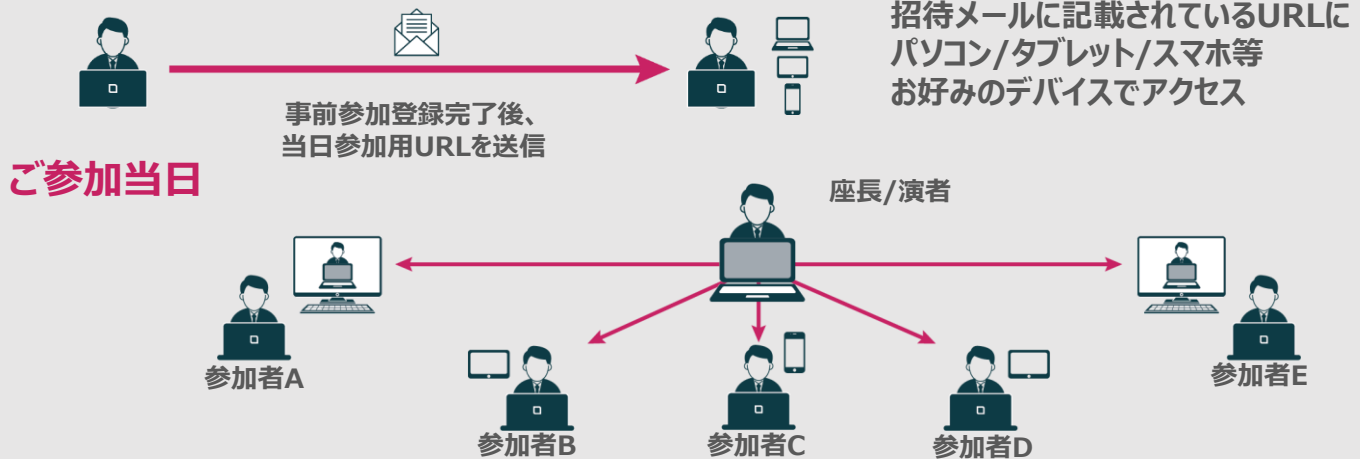 招待メールに記載されているURLに
パソコン/タブレット/スマホ等
お好みのデバイスでアクセス
事前参加登録完了後、
当日参加用URLを送信
ご参加当日
座長/演者
参加者A
参加者B
参加者C
参加者D
参加者E